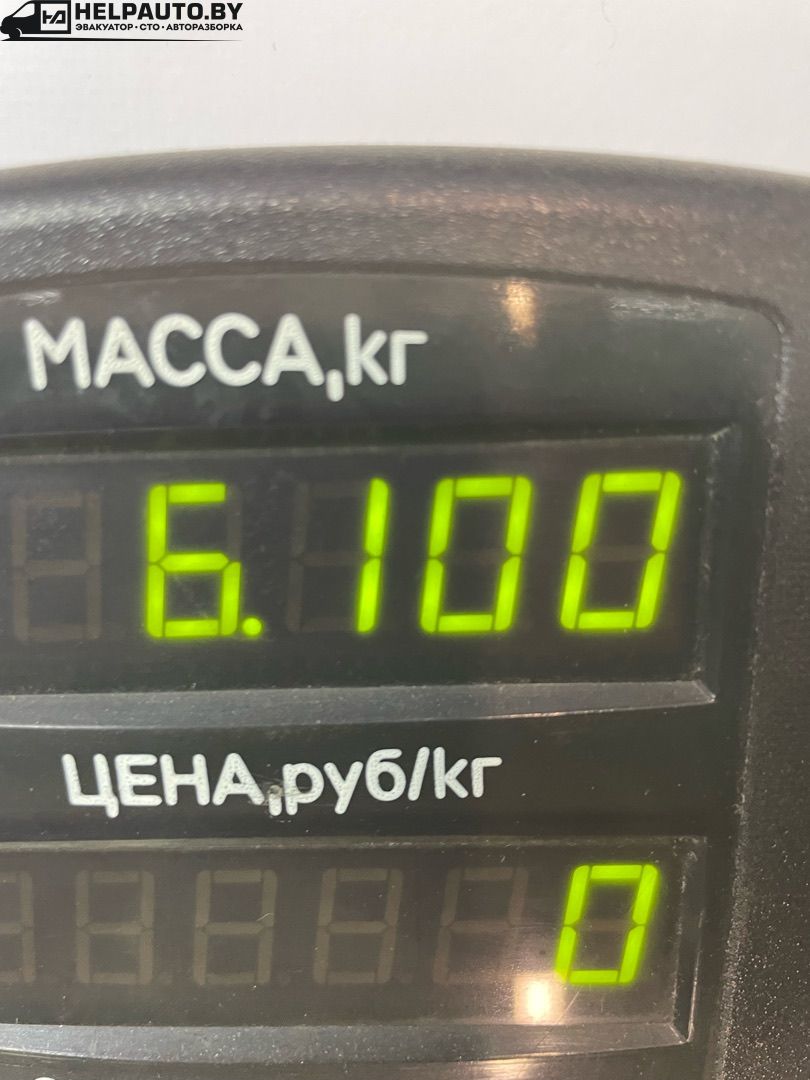 HELPAUTO.BY
ЭВАКУАТОР • СТО • АВТОРАЗБОРКА
МАССА,кг
6.100
ЦЕНА,руб/кг
0